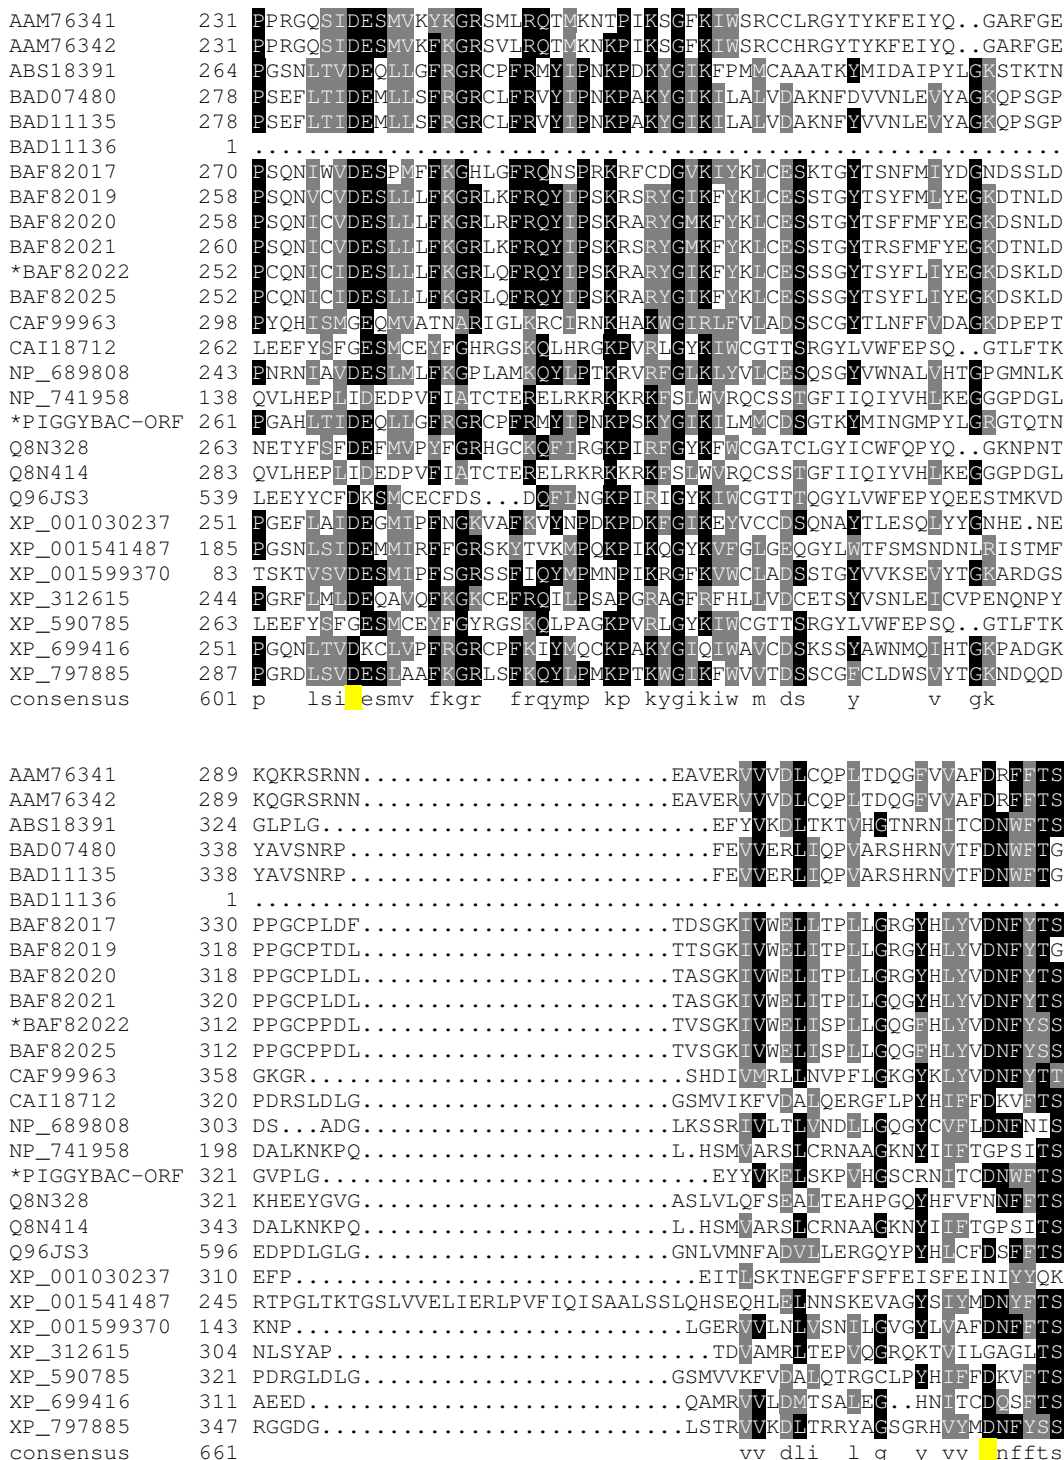 AAM76341 231 PPRGQSIDESMVKYKGRSMLRQTMKNTPIKSGFKIWSRCCLRGYTYKFEIYQ..GARFGE
AAM76342 231 PPRGQSIDESMVKFKGRSVLRQTMKNKPIKSGFKIWSRCCHRGYTYKFEIYQ..GARFGE
ABS18391 264 PGSNLTVDEQLLGFRGRCPFRMYIPNKPDKYGIKFPMMCAAATKYMIDAIPYLGKSTKTN
BAD07480 278 PSEFLTIDEMLLSFRGRCLFRVYIPNKPAKYGIKILALVDAKNFDVVNLEVYAGKQPSGP
BAD11135 278 PSEFLTIDEMLLSFRGRCLFRVYIPNKPAKYGIKILALVDAKNFYVVNLEVYAGKQPSGP
BAD11136 1 ............................................................
BAF82017 270 PSQNIWVDESPMFFKGHLGFRQNSPRKRFCDGVKIYKLCESKTGYTSNFMIYDGNDSSLD
BAF82019 258 PSQNVCVDESLLLFKGRLKFRQYIPSKRSRYGIKFYKLCESSTGYTSYFMLYEGKDTNLD
BAF82020 258 PSQNICVDESLLLFKGRLRFRQYIPSKRARYGMKFYKLCESSTGYTSFFMFYEGKDSNLD
BAF82021 260 PSQNICVDESLLLFKGRLKFRQYIPSKRSRYGMKFYKLCESSTGYTRSFMFYEGKDTNLD
*BAF82022 252 PCQNICIDESLLLFKGRLQFRQYIPSKRARYGIKFYKLCESSSGYTSYFLIYEGKDSKLD
BAF82025 252 PCQNICIDESLLLFKGRLQFRQYIPSKRARYGIKFYKLCESSSGYTSYFLIYEGKDSKLD
CAF99963 298 PYQHISMGEQMVATNARIGLKRCIRNKHAKWGIRLFVLADSSCGYTLNFFVDAGKDPEPT
CAI18712 262 LEEFYSFGESMCEYFGHRGSKQLHRGKPVRLGYKIWCGTTSRGYLVWFEPSQ..GTLFTK
NP_689808 243 PNRNIAVDESLMLFKGPLAMKQYLPTKRVRFGLKLYVLCESQSGYVWNALVHTGPGMNLK
NP_741958 138 QVLHEPLIDEDPVFIATCTERELRKRKKRKFSLWVRQCSSTGFIIQIYVHLKEGGGPDGL
*PIGGYBAC-ORF 261 PGAHLTIDEQLLGFRGRCPFRMYIPNKPSKYGIKILMMCDSGTKYMINGMPYLGRGTQTN
Q8N328 263 NETYFSFDEFMVPYFGRHGCKQFIRGKPIRFGYKFWCGATCLGYICWFQPYQ..GKNPNT
Q8N414 283 QVLHEPLIDEDPVFIATCTERELRKRKKRKFSLWVRQCSSTGFIIQIYVHLKEGGGPDGL
Q96JS3 539 LEEYYCFDKSMCECFDS...DQFLNGKPIRIGYKIWCGTTTQGYLVWFEPYQEESTMKVD
XP_001030237 251 PGEFLAIDEGMIPFNGKVAFKVYNPDKPDKFGIKEYVCCDSQNAYTLESQLYYGNHE.NE
XP_001541487 185 PGSNLSIDEMMIRFFGRSKYTVKMPQKPIKQGYKVFGLGEQGYLWTFSMSNDNLRISTMF
XP_001599370 83 TSKTVSVDESMIPFSGRSSFIQYMPMNPIKRGFKVWCLADSSTGYVVKSEVYTGKARDGS
XP_312615 244 PGRFLMLDEQAVQFKGKCEFRQILPSAPGRAGFRFHLLVDCETSYVSNLEICVPENQNPY
XP_590785 263 LEEFYSFGESMCEYFGYRGSKQLPAGKPVRLGYKIWCGTTSRGYLVWFEPSQ..GTLFTK
XP_699416 251 PGQNLTVDKCLVPFRGRCPFKIYMQCKPAKYGIQIWAVCDSKSSYAWNMQIHTGKPADGK
XP_797885 287 PGRDLSVDESLAAFKGRLSFKQYLPMKPTKWGIKFWVVTDSSCGFCLDWSVYTGKNDQQD
consensus 601 p lsi esmv fkgr frqymp kp kygikiw m ds y v gk
AAM76341 289 KQKRSRNN.......................EAVERVVVDLCQPLTDQGFVVAFDRFFTS
AAM76342 289 KQGRSRNN.......................EAVERVVVDLCQPLTDQGFVVAFDRFFTS
ABS18391 324 GLPLG.............................EFYVKDLTKTVHGTNRNITCDNWFTS
BAD07480 338 YAVSNRP...........................FEVVERLIQPVARSHRNVTFDNWFTG
BAD11135 338 YAVSNRP...........................FEVVERLIQPVARSHRNVTFDNWFTG
BAD11136 1 ............................................................
BAF82017 330 PPGCPLDF.......................TDSGKIVWELLTPLLGRGYHLYVDNFYTS
BAF82019 318 PPGCPTDL.......................TTSGKIVWELITPLLGRGYHLYVDNFYTG
BAF82020 318 PPGCPLDL.......................TASGKIVWELITPLLGRGYHLYVDNFYTS
BAF82021 320 PPGCPLDL.......................TASGKIVWELITPLLGQGYHLYVDNFYTS
*BAF82022 312 PPGCPPDL.......................TVSGKIVWELISPLLGQGFHLYVDNFYSS
BAF82025 312 PPGCPPDL.......................TVSGKIVWELISPLLGQGFHLYVDNFYSS
CAF99963 358 GKGR............................SHDIVMRLLNVPFLGKGYKLYVDNFYTT
CAI18712 320 PDRSLDLG.......................GSMVIKFVDALQERGFLPYHIFFDKVFTS
NP_689808 303 DS...ADG........................LKSSRIVLTLVNDLLGQGYCVFLDNFNIS
NP_741958 198 DALKNKPQ.......................L.HSMVARSLCRNAAGKNYIIFTGPSITS
*PIGGYBAC-ORF 321 GVPLG.............................EYYVKELSKPVHGSCRNITCDNWFTS
Q8N328 321 KHEEYGVG.......................ASLVLQFSEALTEAHPGQYHFVFNNFFTS
Q8N414 343 DALKNKPQ.......................L.HSMVARSLCRNAAGKNYIIFTGPSITS
Q96JS3 596 EDPDLGLG.......................GNLVMNFADVLLERGQYPYHLCFDSFFTS
XP_001030237 310 EFP..............................EITLSKTNEGFFSFFEISFEINIYYQK
XP_001541487 245 RTPGLTKTGSLVVELIERLPVFIQISAALSSLQHSEQHLELNNSKEVAGYSIYMDNYFTS
XP_001599370 143 KNP.............................LGERVVLNLVSNILGVGYLVAFDNFFTS
XP_312615 304 NLSYAP...........................TDVAMRLTEPVQGRQKTVILGAGLTS
XP_590785 321 PDRGLDLG.......................GSMVVKFVDALQTRGCLPYHIFFDKVFTS
XP_699416 311 AEED............................QAMRVVLDMTSALEG..HNITCDQSFTS
XP_797885 347 RGGDG...........................LSTRVVKDLTRRYAGSGRHVYMDNFYSS
consensus 661 vv dli l g y vy nffts